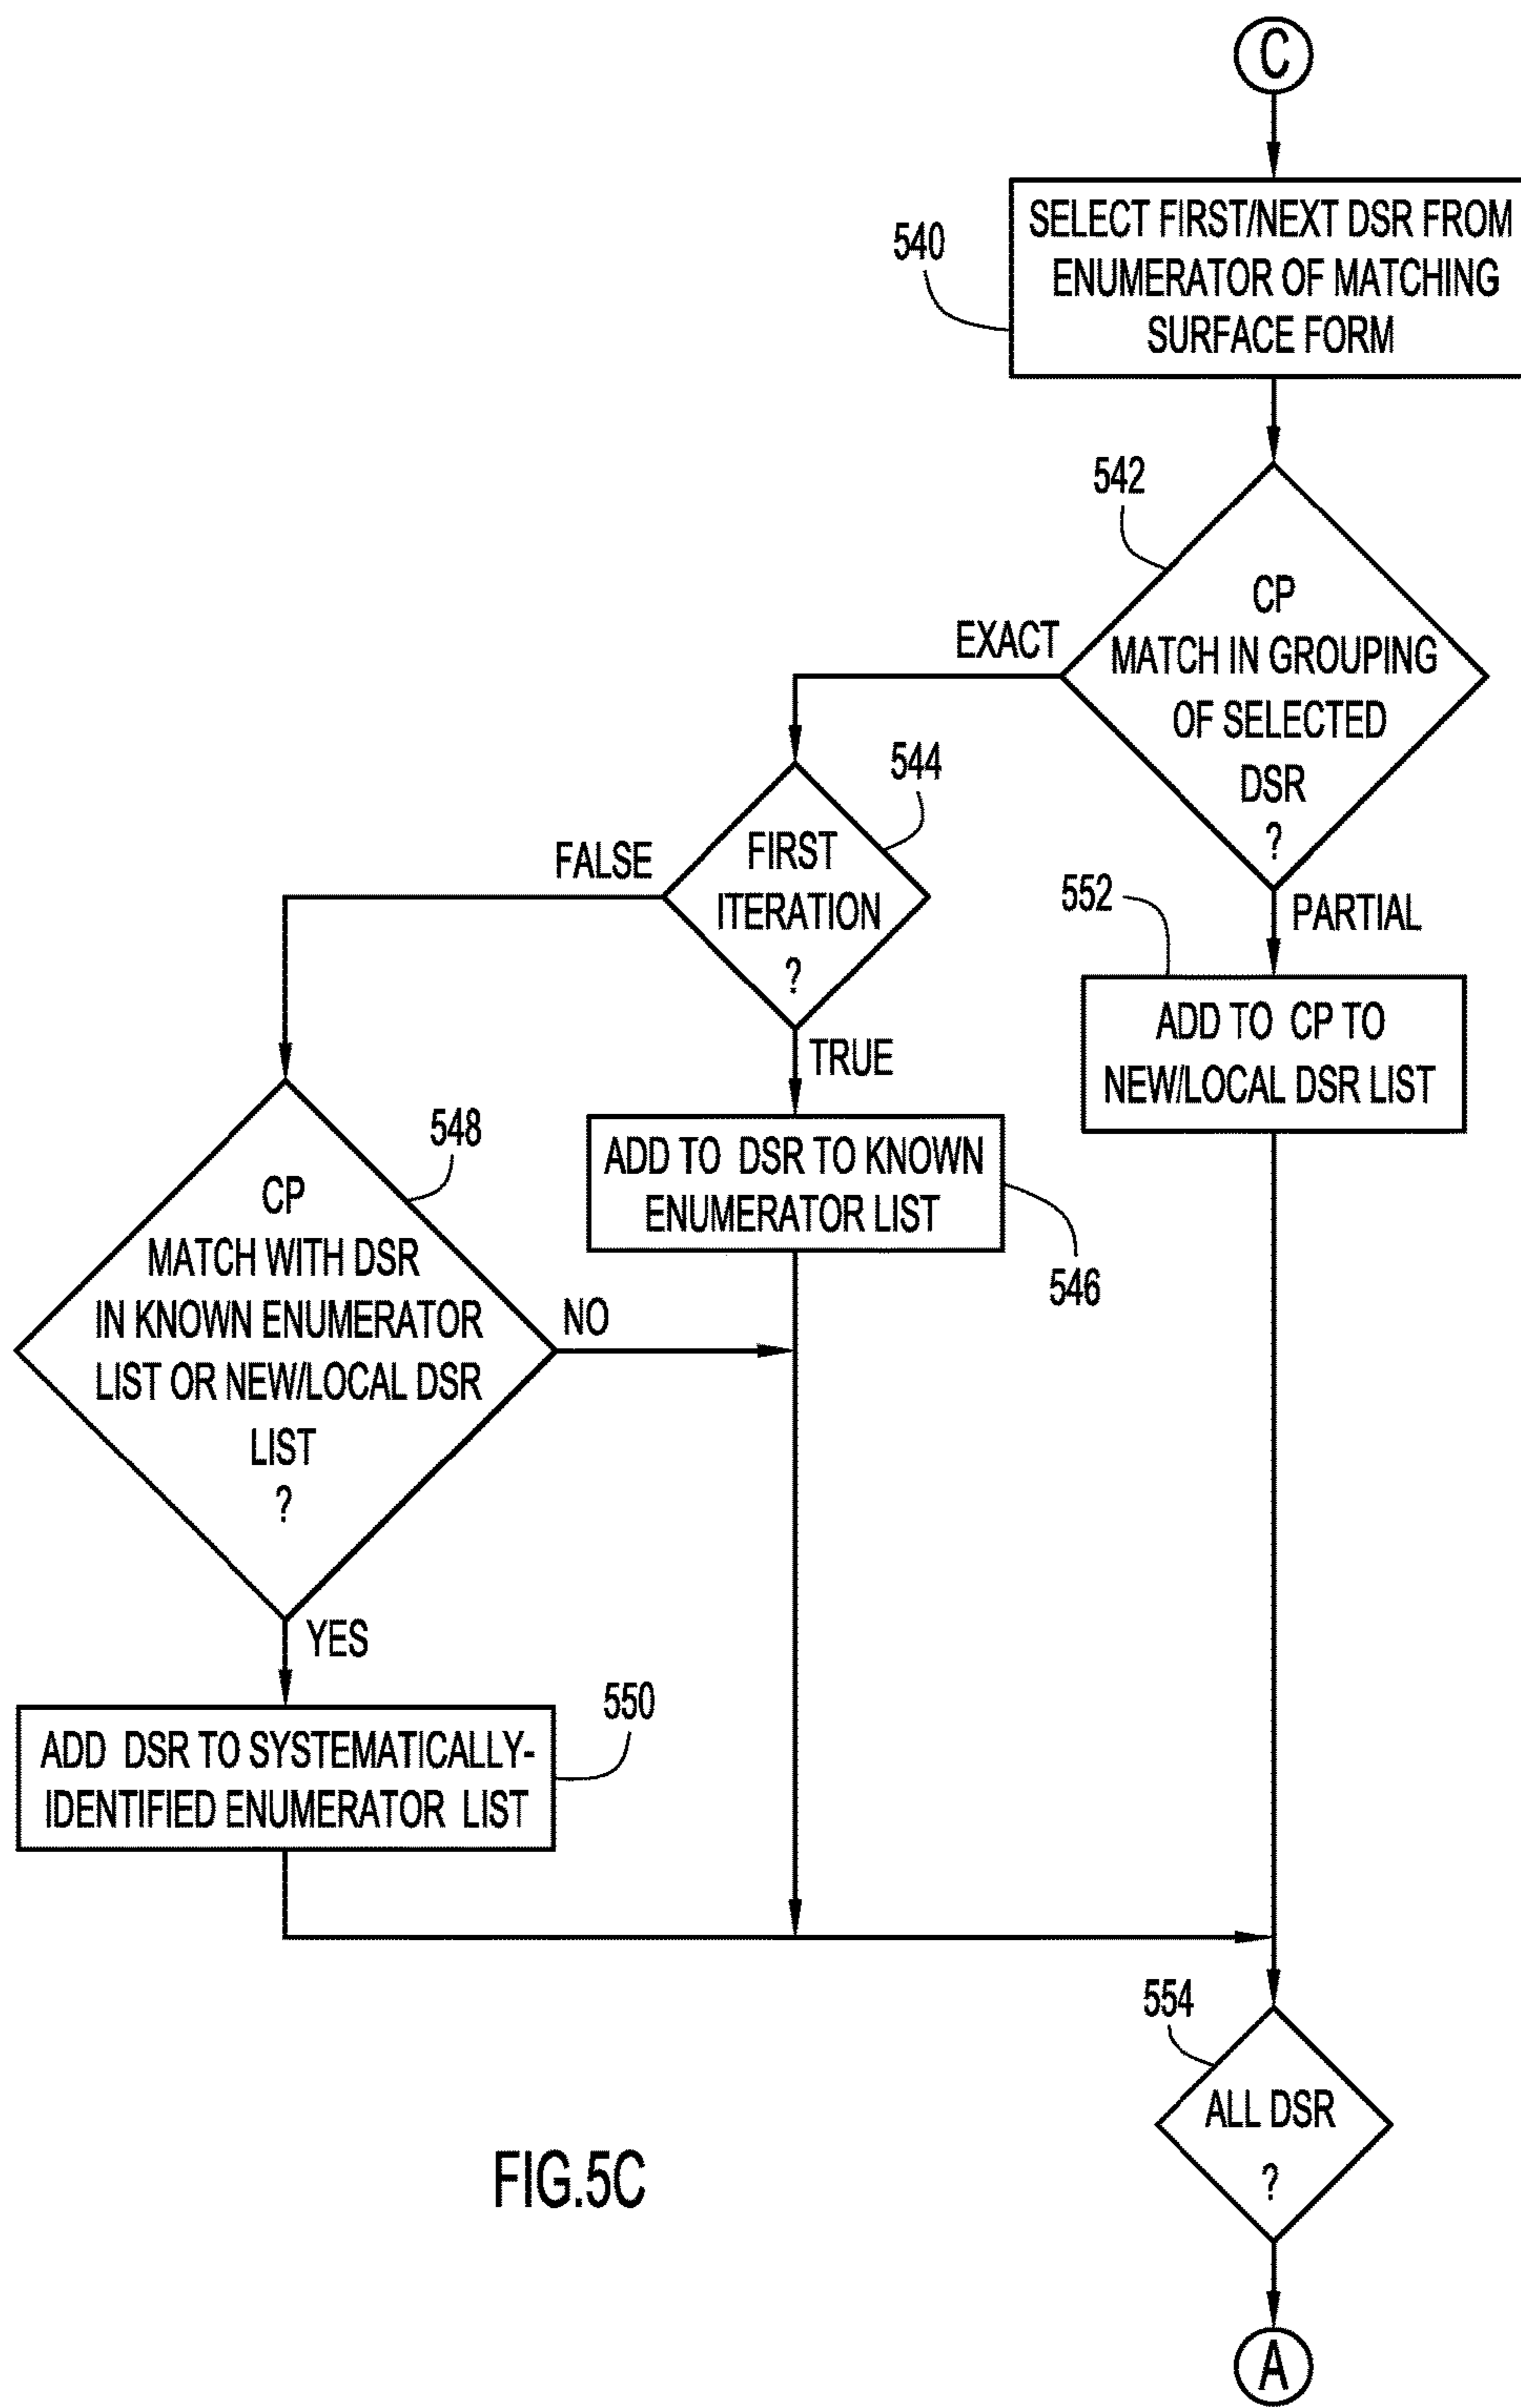 C
SELECT FIRST/NEXT DSR FROM
ENUMERATOR OF MATCHING
SURFACE FORM
540
542
CP
MATCH IN GROUPING
OF SELECTED
DSR
?
EXACT
PARTIAL
544
FIRST
ITERATION
?
FALSE
TRUE
552
ADD TO CP TO
NEW/LOCAL DSR LIST
ADD TO DSR TO KNOWN
ENUMERATOR LIST
546
548
CP
MATCH WITH DSR
IN KNOWN ENUMERATOR
LIST OR NEW/LOCAL DSR
LIST
?
NO
YES
550
ADD DSR TO SYSTEMATICALLY-
IDENTIFIED ENUMERATOR LIST
554
ALL DSR
?
A
FIG.5C